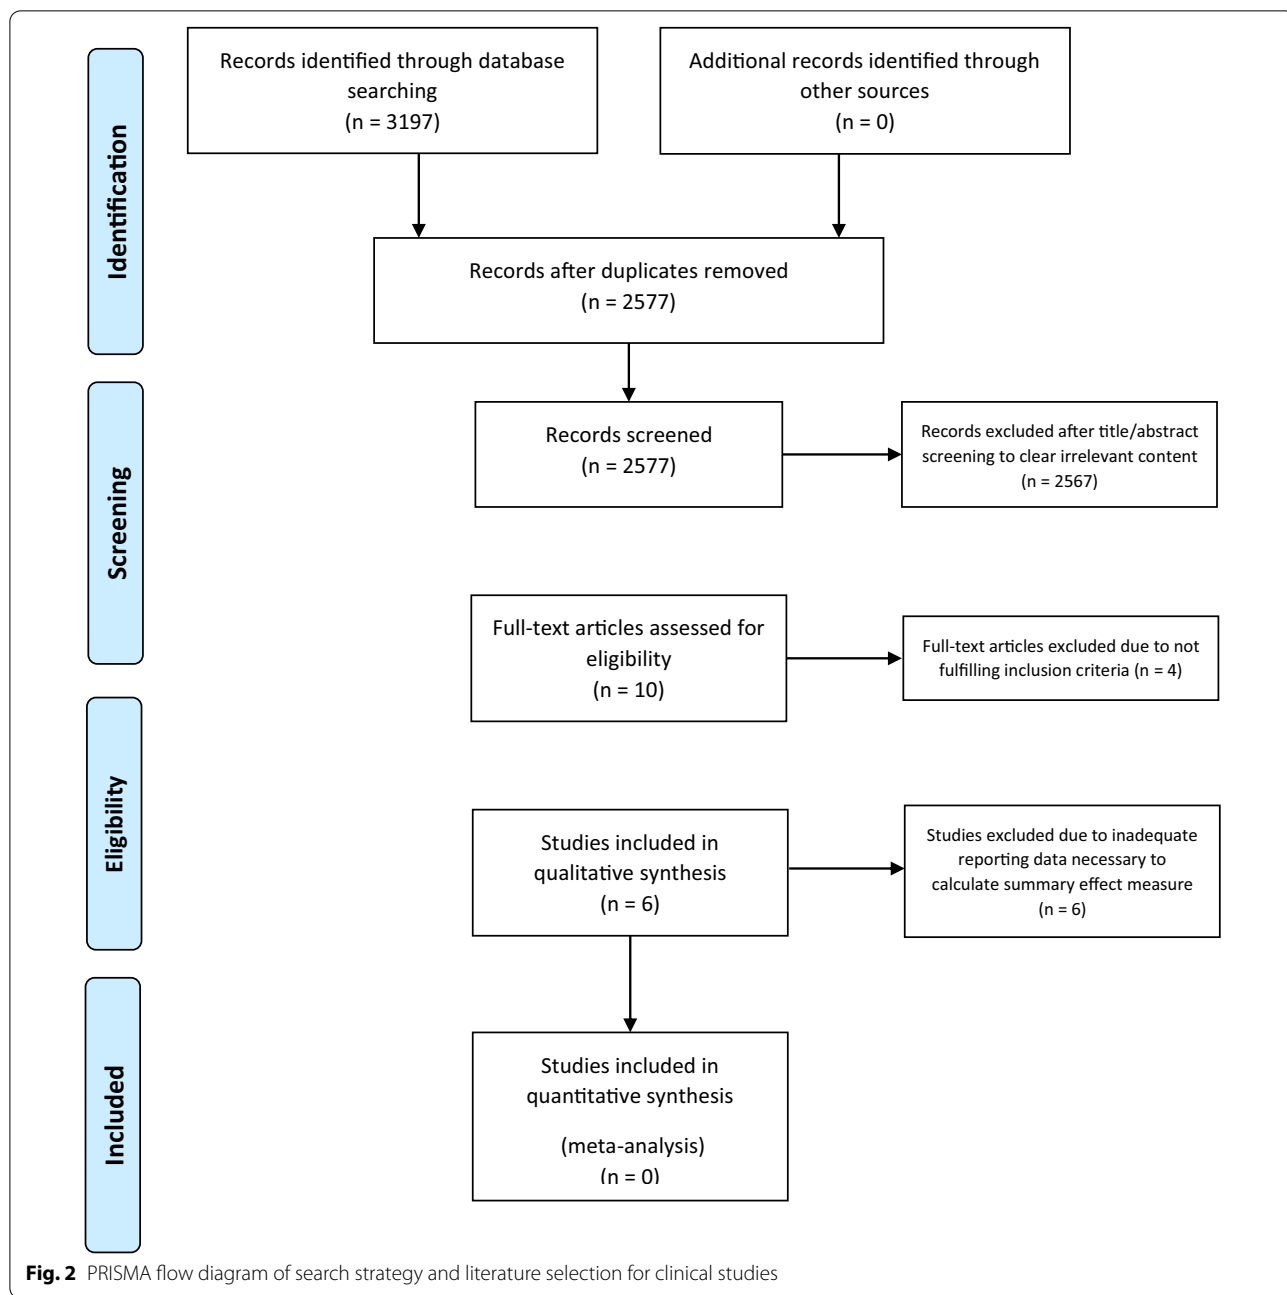 Identification
Records identified through database
searching
(n = 3197)
Additional records identified through
other sources
(n = 0)
Records after duplicates removed
(n = 2577)
Screening
Records screened
(n = 2577)
Records excluded after title/abstract
screening to clear irrelevant content
(n = 2567)
Full-text articles assessed for
eligibility
(n = 10)
Full-text articles excluded due to not
fulfilling inclusion criteria (n = 4)
Eligibility
Studies included in
qualitative synthesis
(n = 6)
Studies excluded due to inadequate
reporting data necessary to
calculate summary effect measure
(n = 6)
Included
Studies included in
quantitative synthesis
(meta-analysis)
(n = 0)
Fig. 2 PRISMA flow diagram of search strategy and literature selection for clinical studies